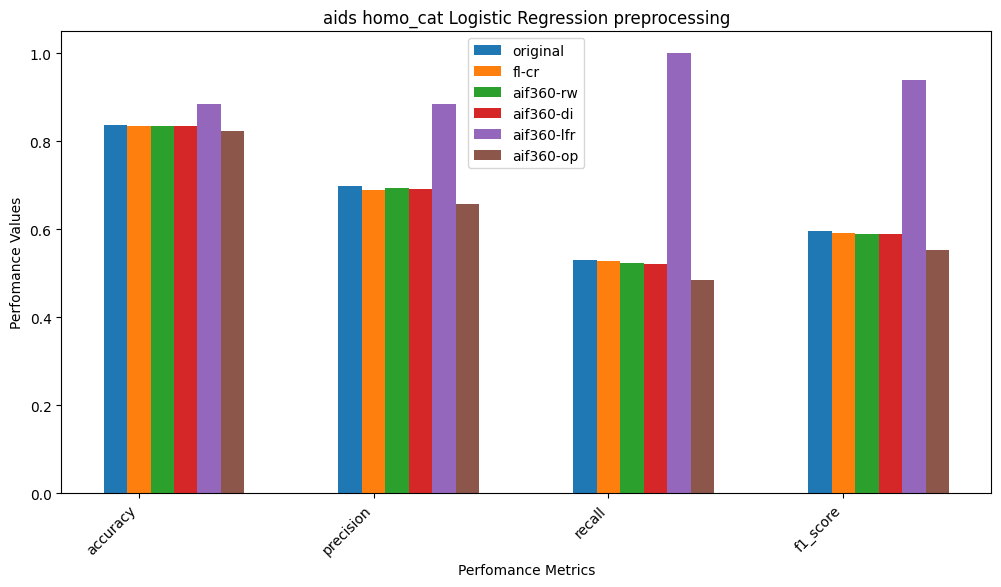 aids homo_cat Logistic Regression preprocessing
original
fl-cr
aif360-rw
aif360-di
aif360-lfr
aif360-op
Perfomance Values
1.0
0.8
0.6
0.4
0.2
0.0
accuracy
precision
recall
f1_score
Perfomance Metrics